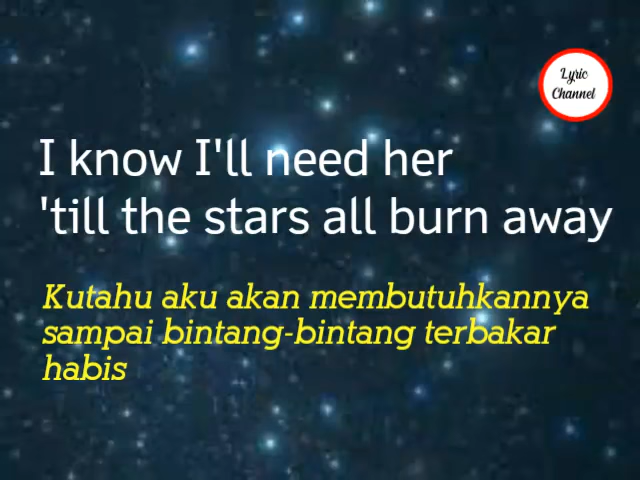 Lyric
Channel
I know I'll need her
'till the stars all burn away
Kutahu aku akan membutuhkannya
sampai bintang-bintang terbakar
habis